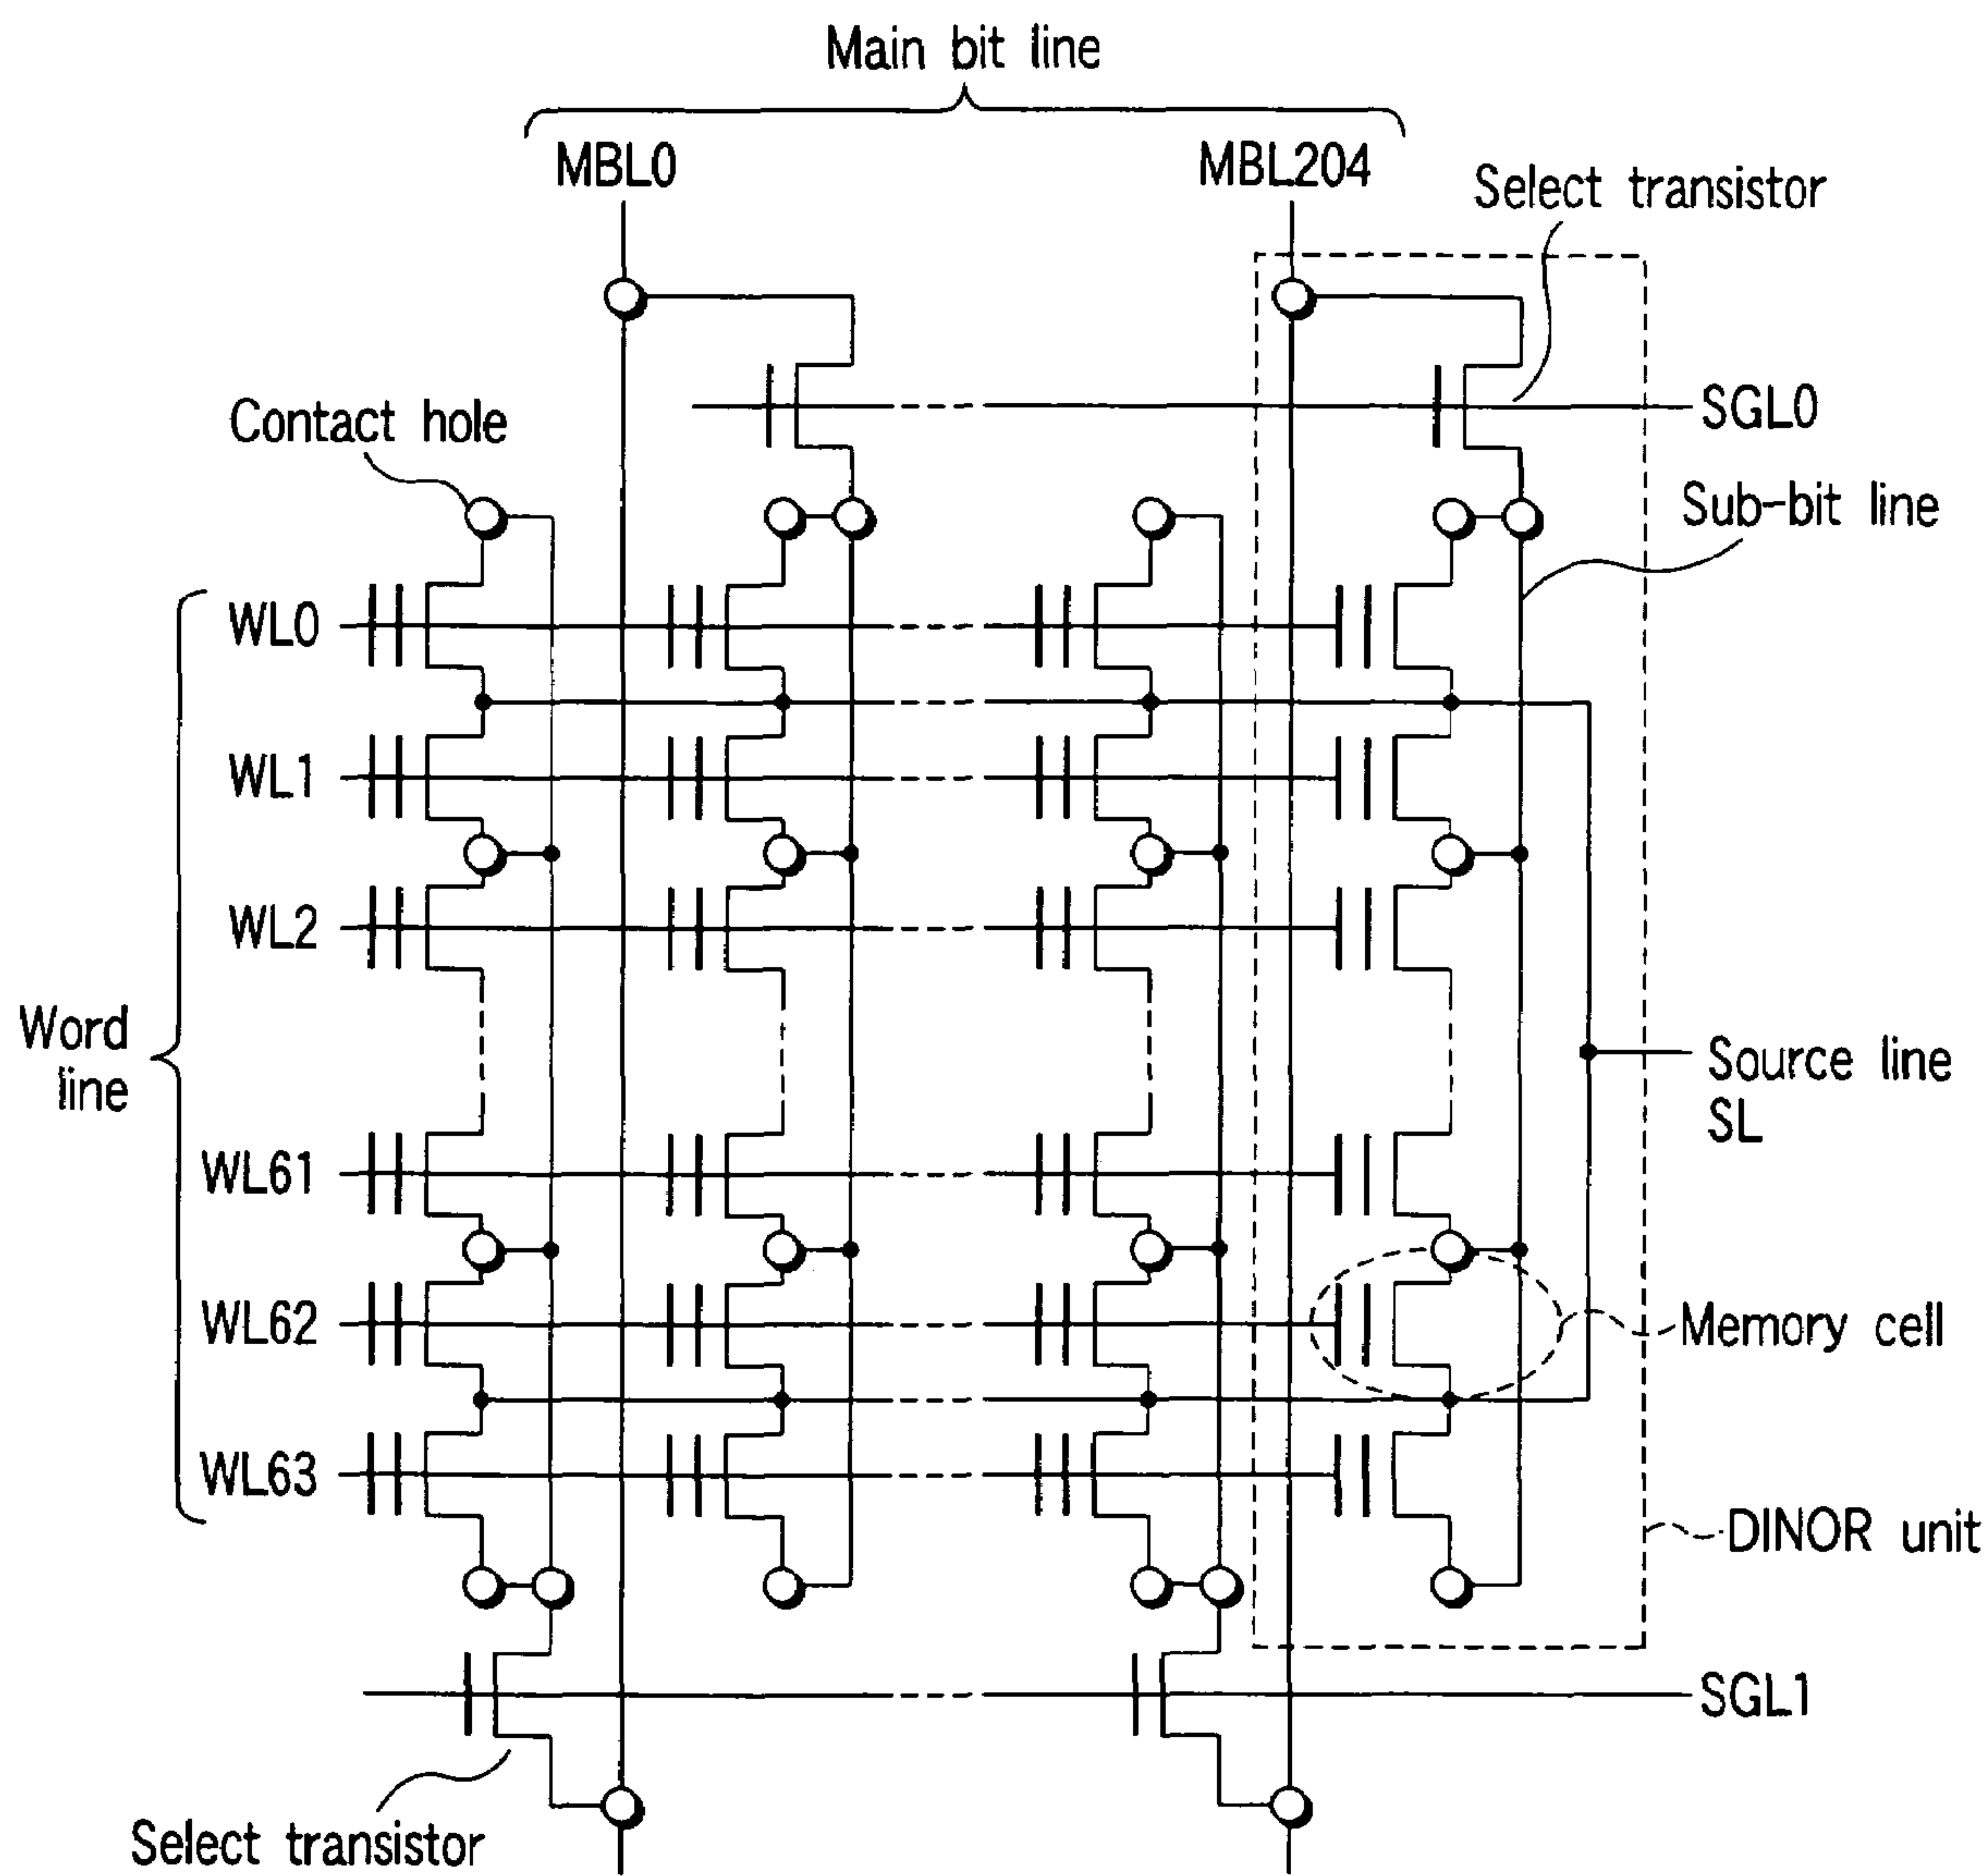 Main bit line
MBL0
MBL204
Select transistor
SGL0
Contact hole
Sub-bit line
WL0
WL1
WL2
Word
line
Source line
SL
WL61
WL62
Memory cell
WL63
DINOR unit
SGL1
Select transistor